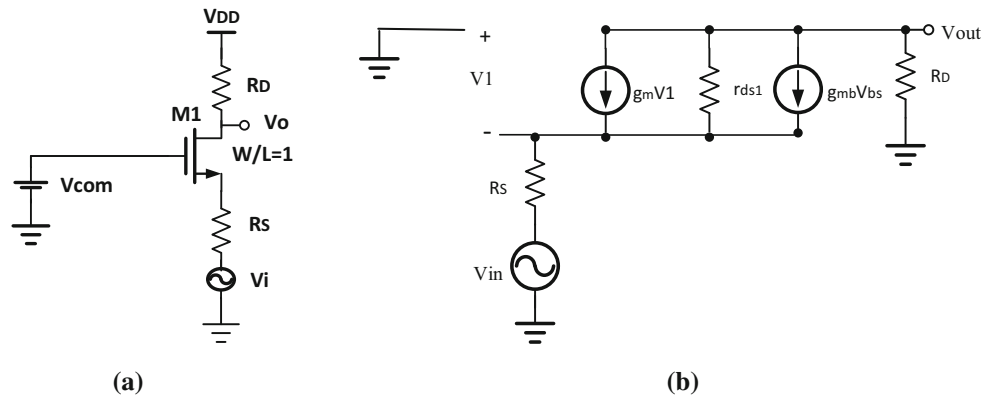 VDD
RD
M1
Vo
W/L=1
Vcom
RS
Vi
(a)
+
V1
-
gmV1
rds1
gmbVbs
RD
Vout
RS
Vin
(b)